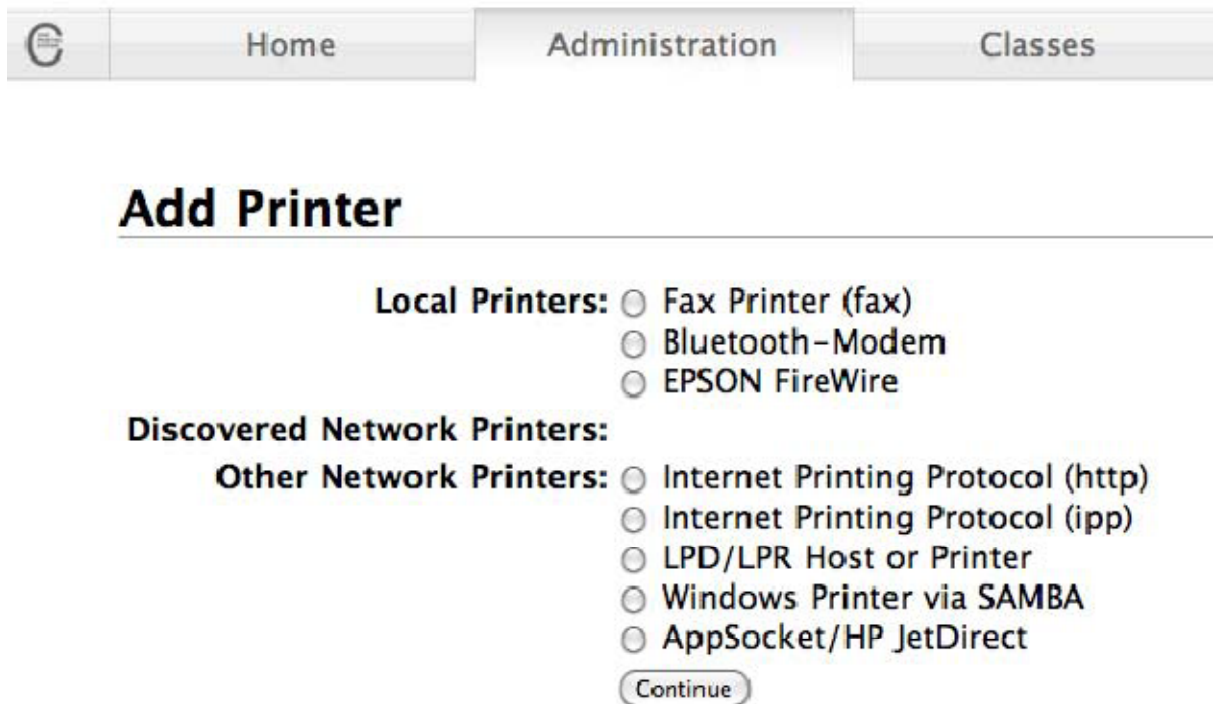 Home Administration Classes
Add Printer
Local Printers: Fax Printer (fax)
Bluetooth-Modem
EPSON FireWire
Discovered Network Printers:
Other Network Printers: Internet Printing Protocol (http)
Internet Printing Protocol (ipp)
LPD/LPR Host or Printer
Windows Printer via SAMBA
AppSocket/HP JetDirect
Continue